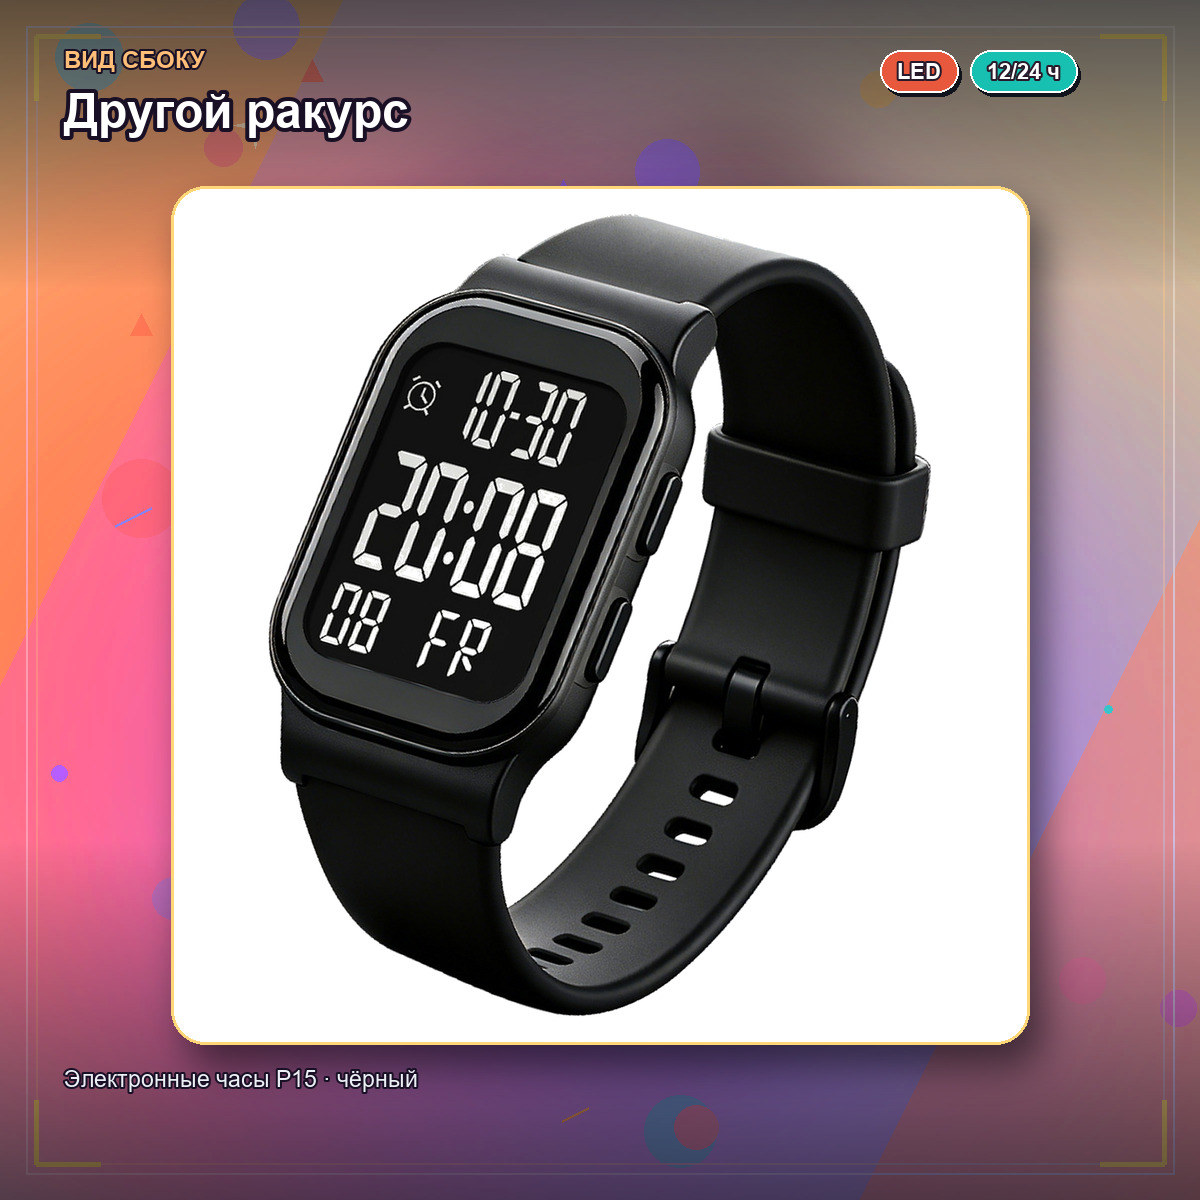 ВИД СБОКУ
Другой ракурс
LED
12/24 ч
10-30
20:08
08 FR
Электронные часы P15 · чёрный